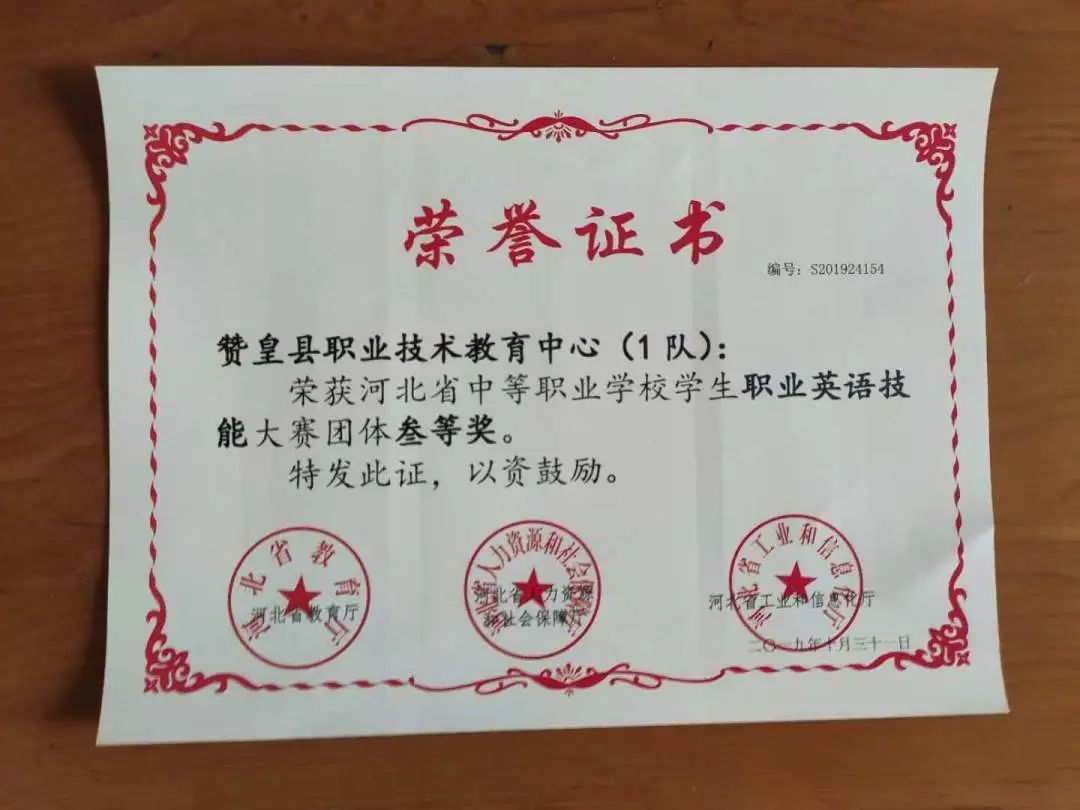 荣誉证书
编号：S201924154
赞皇县职业技术教育中心（1队）：
荣获河北省中等职业学校学生职业英语技
能大赛团体叁等奖。
特发此证，以资鼓励。
河北省教育厅
河北省教育厅
河北省人力资源和社会保障厅
河北省人力资源
和社会保障厅
河北省工业和信息化厅
河北省工业和信息化厅
二〇一九年十月三十一日